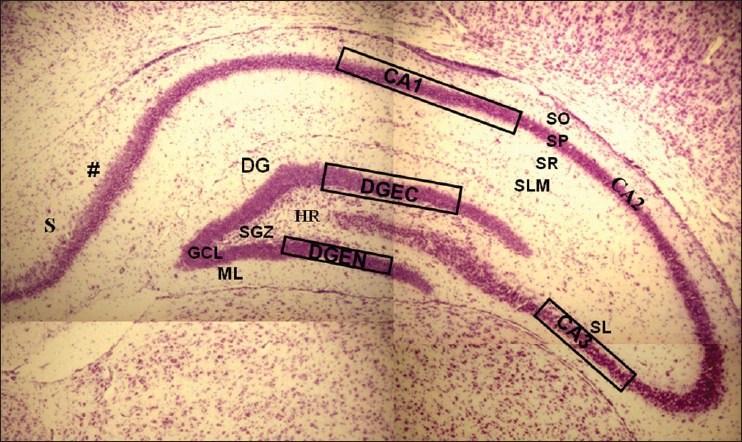 CA1
SO
SP
SR
SLM
CA2
#
S
DG
DGEC
HR
SGZ
GCL
ML
DGEN
CA3
SL